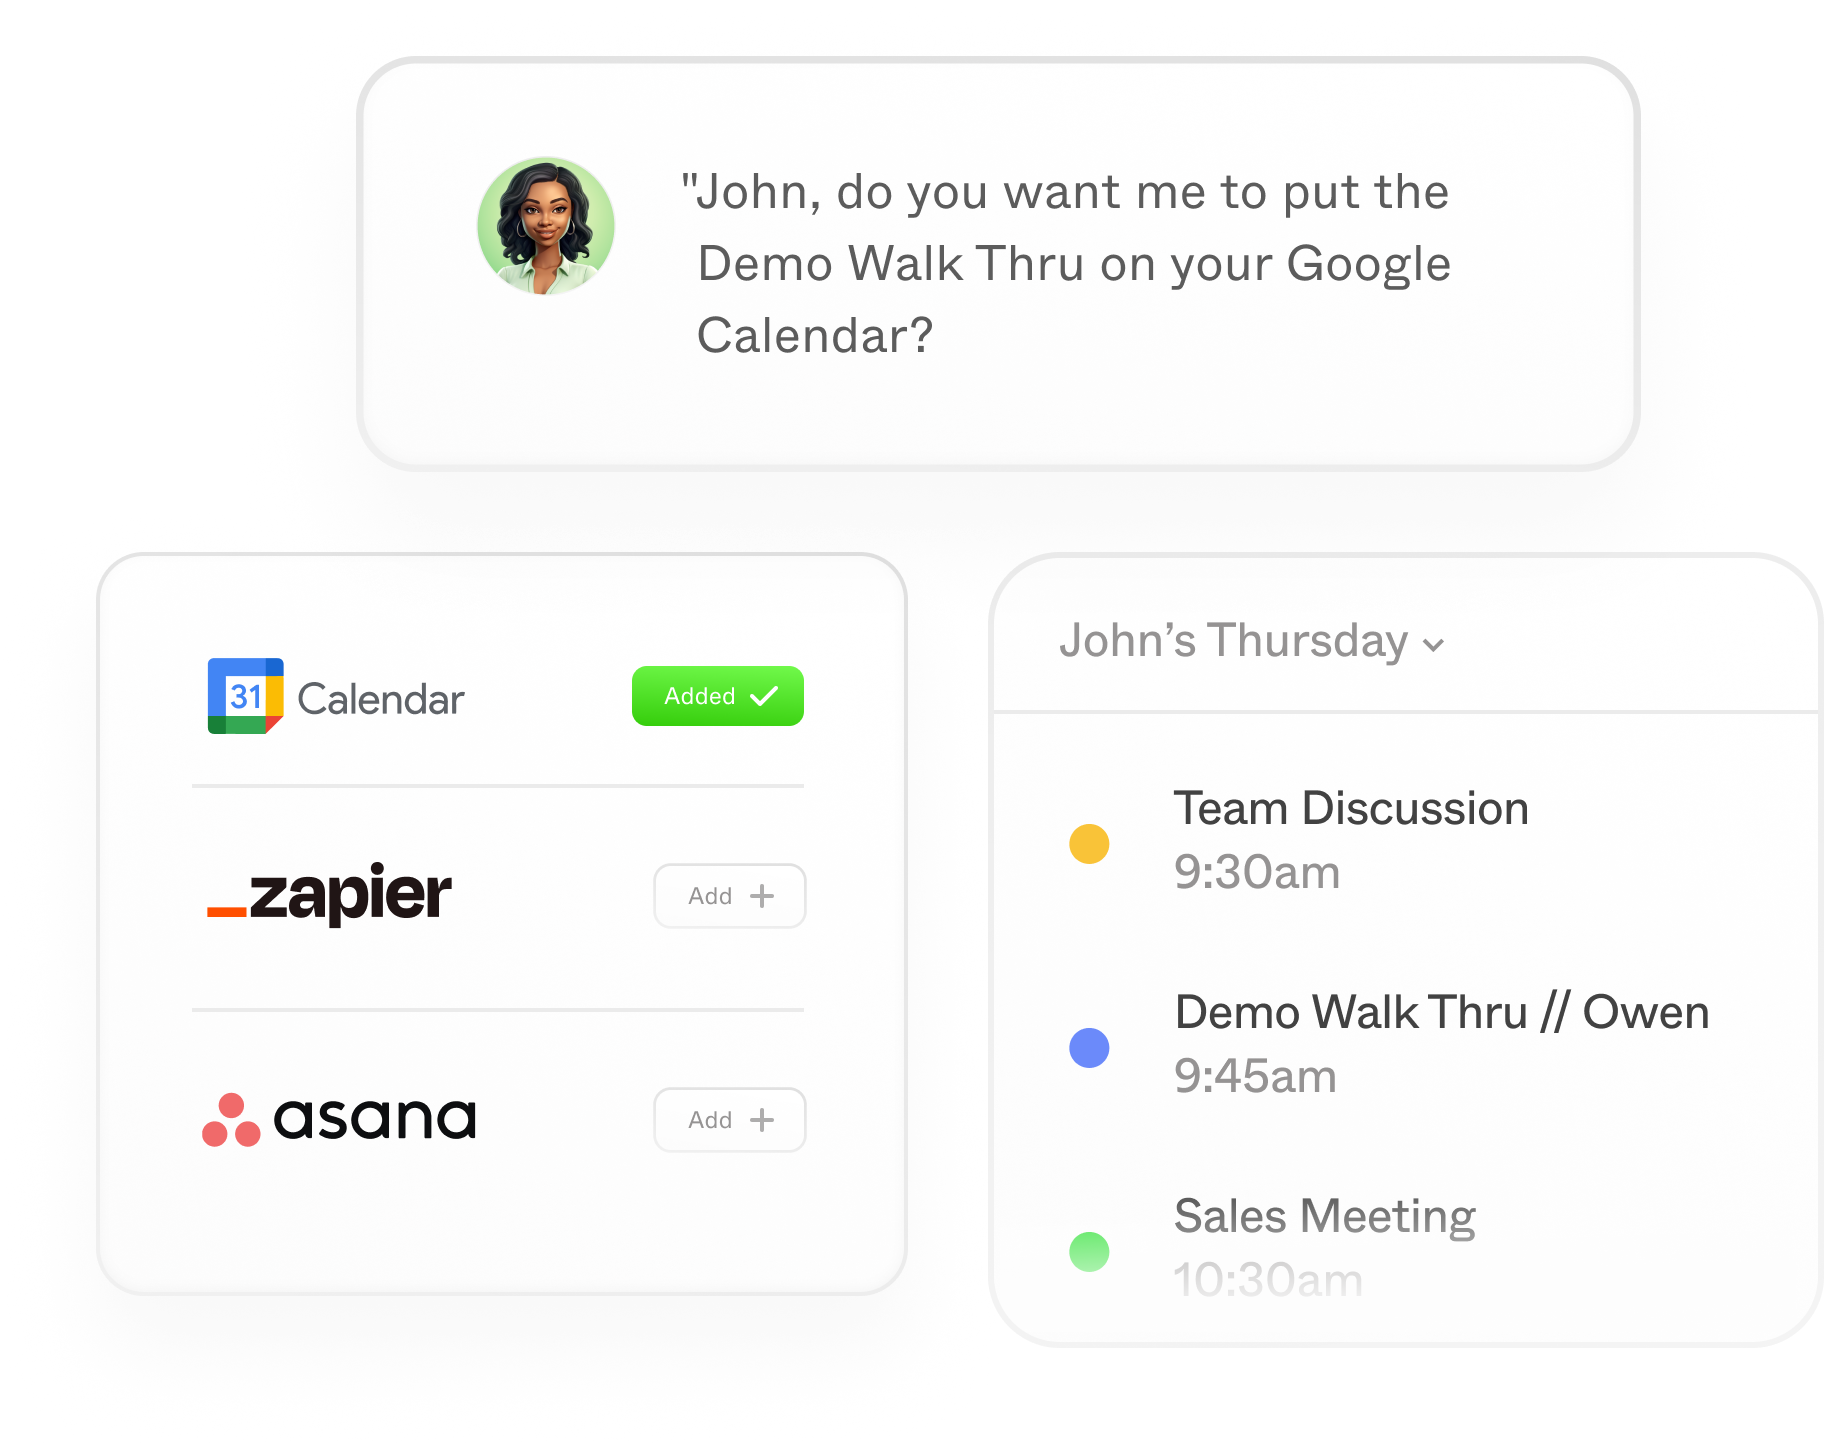 "John, do you want me to put the
Demo Walk Thru on your Google
Calendar?
31 Calendar
Added
zapier
Add
asana
Add
John’s Thursday
Team Discussion
9:30am
Demo Walk Thru // Owen
9:45am
Sales Meeting
10:30am